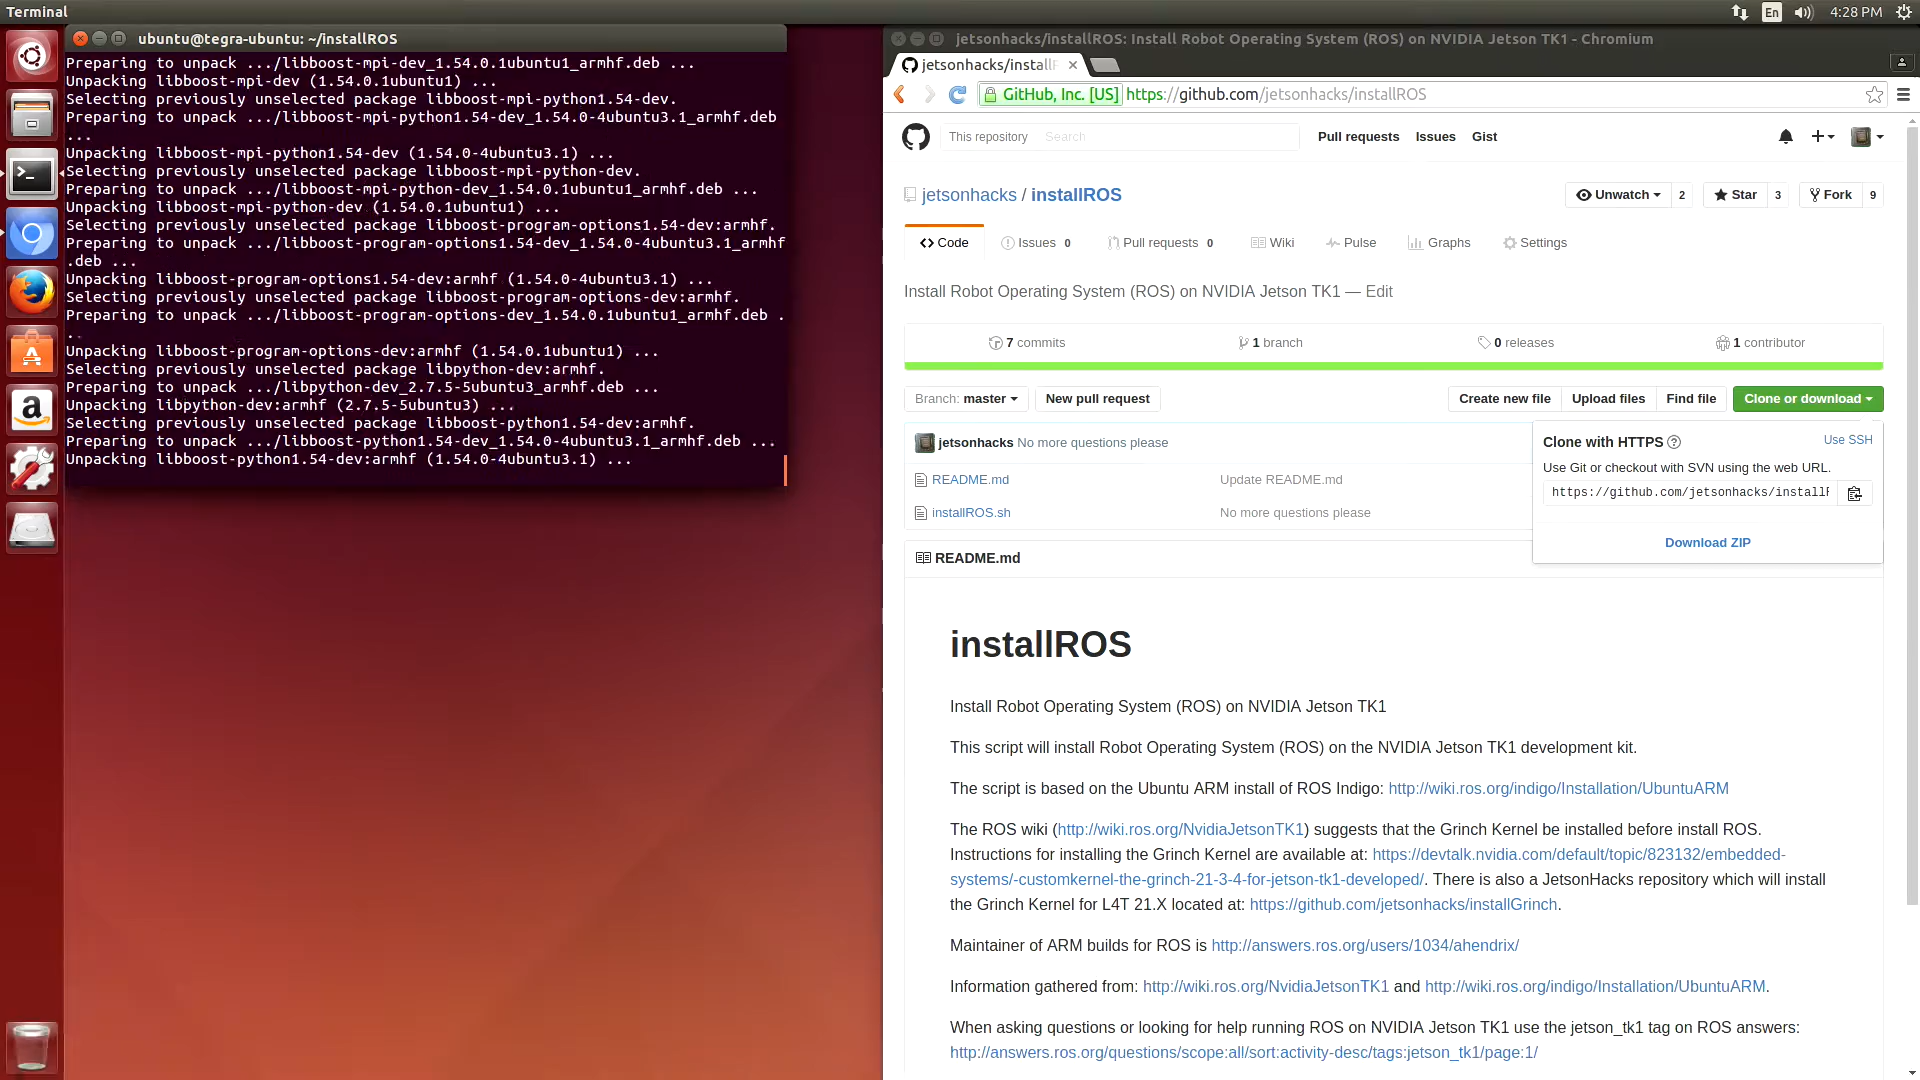 Terminal
En
4:28 PM
ubuntu@tegra-ubuntu: ~/installROS
Preparing to unpack .../libboost-mpi-dev_1.54.0.1ubuntu1_armhf.deb ...
Unpacking libboost-mpi-dev (1.54.0.1ubuntu1) ...
Selecting previously unselected package libboost-mpi-python1.54-dev.
Preparing to unpack .../libboost-mpi-python1.54-dev_1.54.0-4ubuntu3.1_armhf.deb
...
Unpacking libboost-mpi-python1.54-dev (1.54.0-4ubuntu3.1) ...
Selecting previously unselected package libboost-mpi-python-dev.
Preparing to unpack .../libboost-mpi-python-dev_1.54.0.1ubuntu1_armhf.deb ...
Unpacking libboost-mpi-python-dev (1.54.0.1ubuntu1) ...
Selecting previously unselected package libboost-program-options1.54-dev:armhf.
Preparing to unpack .../libboost-program-options1.54-dev_1.54.0-4ubuntu3.1_armhf
.deb ...
Unpacking libboost-program-options1.54-dev:armhf (1.54.0-4ubuntu3.1) ...
Selecting previously unselected package libboost-program-options-dev:armhf.
Preparing to unpack .../libboost-program-options-dev_1.54.0.1ubuntu1_armhf.deb .
..
Unpacking libboost-program-options-dev:armhf (1.54.0.1ubuntu1) ...
Selecting previously unselected package libpython-dev:armhf.
Preparing to unpack .../libpython-dev_2.7.5-5ubuntu3_armhf.deb ...
Unpacking libpython-dev:armhf (2.7.5-5ubuntu3) ...
Selecting previously unselected package libboost-python1.54-dev:armhf.
Preparing to unpack .../libboost-python1.54-dev_1.54.0-4ubuntu3.1_armhf.deb ...
Unpacking libboost-python1.54-dev:armhf (1.54.0-4ubuntu3.1) ...
jetsonhacks/installROS: Install Robot Operating System (ROS) on NVIDIA Jetson TK1 - Chromium
jetsonhacks/install
GitHub, Inc. [US] https://github.com/jetsonhacks/installROS
This repository Search Pull requests Issues Gist
jetsonhacks / installROS
Unwatch 2 Star 3 Fork 9
Code Issues 0 Pull requests 0 Wiki Pulse Graphs Settings
Install Robot Operating System (ROS) on NVIDIA Jetson TK1 — Edit
7 commits 1 branch 0 releases 1 contributor
Branch: master New pull request Create new file Upload files Find file Clone or download
jetsonhacks No more questions please
README.md Update README.md
installROS.sh No more questions please
Clone with HTTPS ? Use SSH
Use Git or checkout with SVN using the web URL.
https://github.com/jetsonhacks/install
Download ZIP
README.md
installROS
Install Robot Operating System (ROS) on NVIDIA Jetson TK1
This script will install Robot Operating System (ROS) on the NVIDIA Jetson TK1 development kit.
The script is based on the Ubuntu ARM install of ROS Indigo: http://wiki.ros.org/indigo/Installation/UbuntuARM
The ROS wiki (http://wiki.ros.org/NvidiaJetsonTK1) suggests that the Grinch Kernel be installed before install ROS.
Instructions for installing the Grinch Kernel are available at: https://devtalk.nvidia.com/default/topic/823132/embedded-
systems/-customkernel-the-grinch-21-3-4-for-jetson-tk1-developed/. There is also a JetsonHacks repository which will install
the Grinch Kernel for L4T 21.X located at: https://github.com/jetsonhacks/installGrinch.
Maintainer of ARM builds for ROS is http://answers.ros.org/users/1034/ahendrix/
Information gathered from: http://wiki.ros.org/NvidiaJetsonTK1 and http://wiki.ros.org/indigo/Installation/UbuntuARM.
When asking questions or looking for help running ROS on NVIDIA Jetson TK1 use the jetson_tk1 tag on ROS answers:
http://answers.ros.org/questions/scope:all/sort:activity-desc/tags:jetson_tk1/page:1/